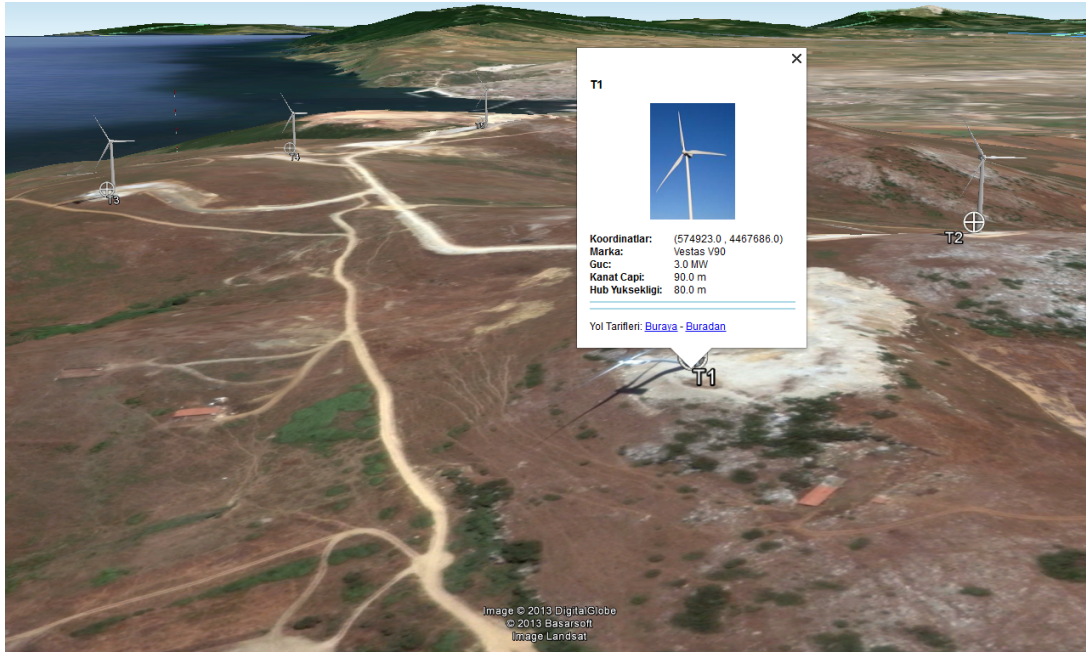 T1
Koordinatlar: (574923.0 , 4467686.0)
Marka: Vestas V90
Guc: 3.0 MW
Kanat Capi: 90.0 m
Hub Yuksekligi: 80.0 m
Yol Tarifleri: Buraya - Buradan
T5
T4
T3
T2
T1
Image © 2013 DigitalGlobe
© 2013 Basarsoft
Image Landsat